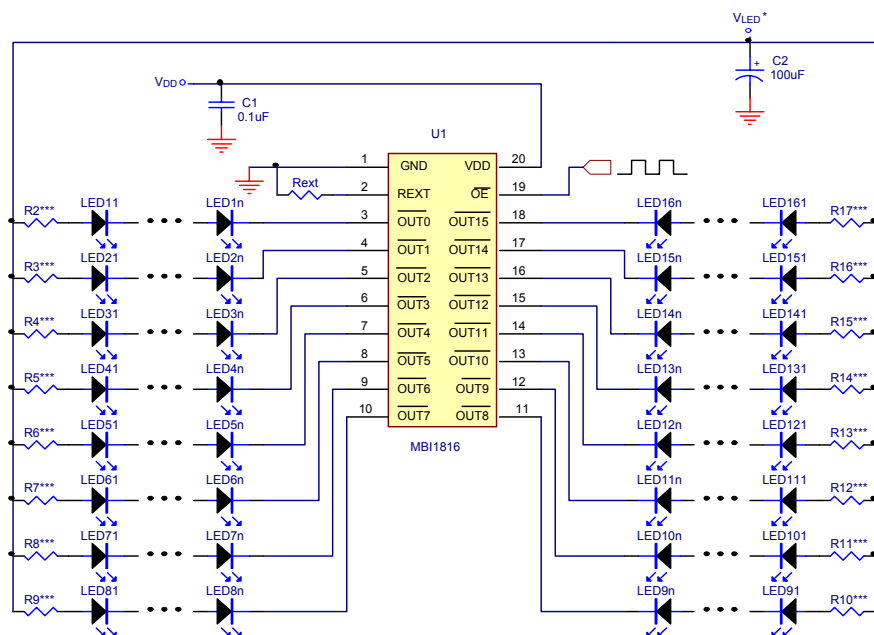 VLED *
C2
100uF
VDD
C1
0.1uF
U1
1 GND VDD 20
Rext 2 REXT OE 19
R2*** LED11 LED1n 3 OUT0 OUT15 18 LED16n LED161 R17***
R3*** LED21 LED2n 4 OUT1 OUT14 17 LED15n LED151 R16***
R4*** LED31 LED3n 5 OUT2 OUT13 16 LED14n LED141 R15***
R5*** LED41 LED4n 6 OUT3 OUT12 15 LED13n LED131 R14***
R6*** LED51 LED5n 7 OUT4 OUT11 14 LED12n LED121 R13***
R7*** LED61 LED6n 8 OUT5 OUT10 13 LED11n LED111 R12***
R8*** LED71 LED7n 9 OUT6 OUT9 12 LED10n LED101 R11***
R9*** LED81 LED8n 10 OUT7 OUT8 11 LED9n LED91 R10***
MBI1816